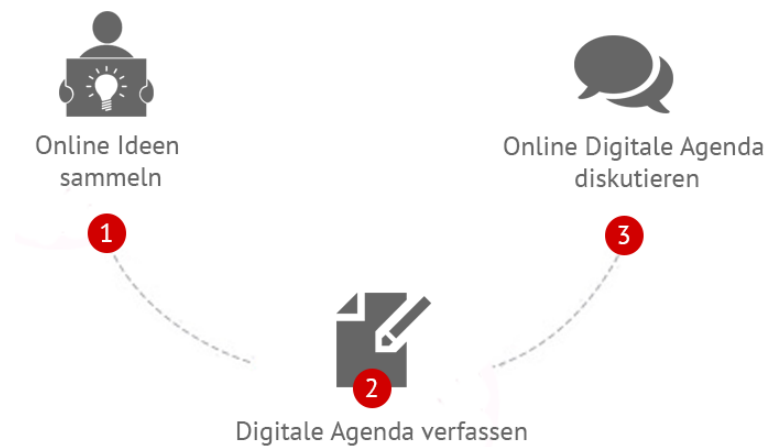 Online Ideen
sammeln
1
2
Digitale Agenda verfassen
Online Digitale Agenda
diskutieren
3